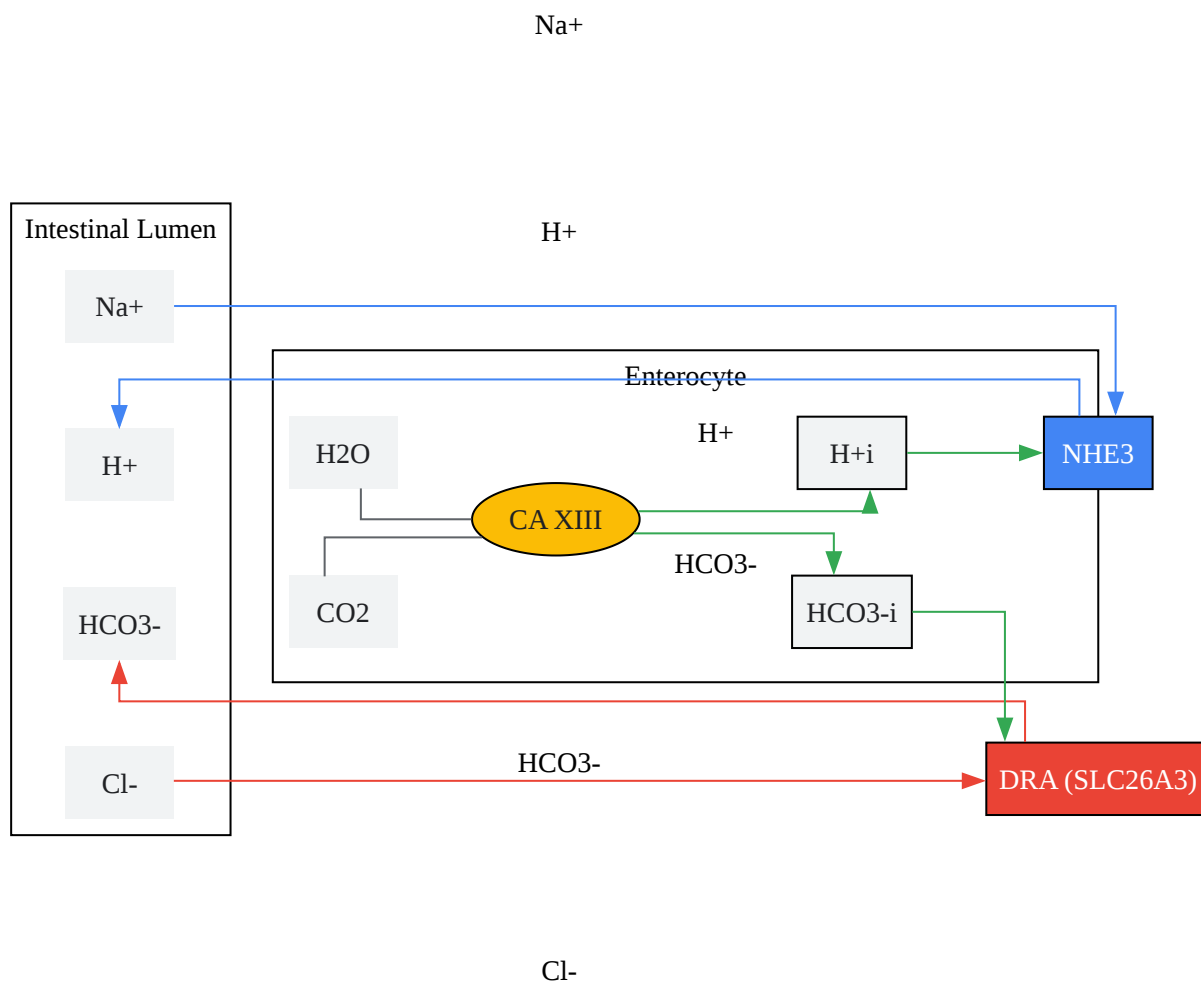 Na+
Intestinal Lumen
H+
Na+
Enterocyte
H+
H2O
H+
H+i
NHE3
CA XIII
HCO3-
CO2
HCO3-i
HCO3-
HCO3-
Cl-
DRA (SLC26A3)
Cl-